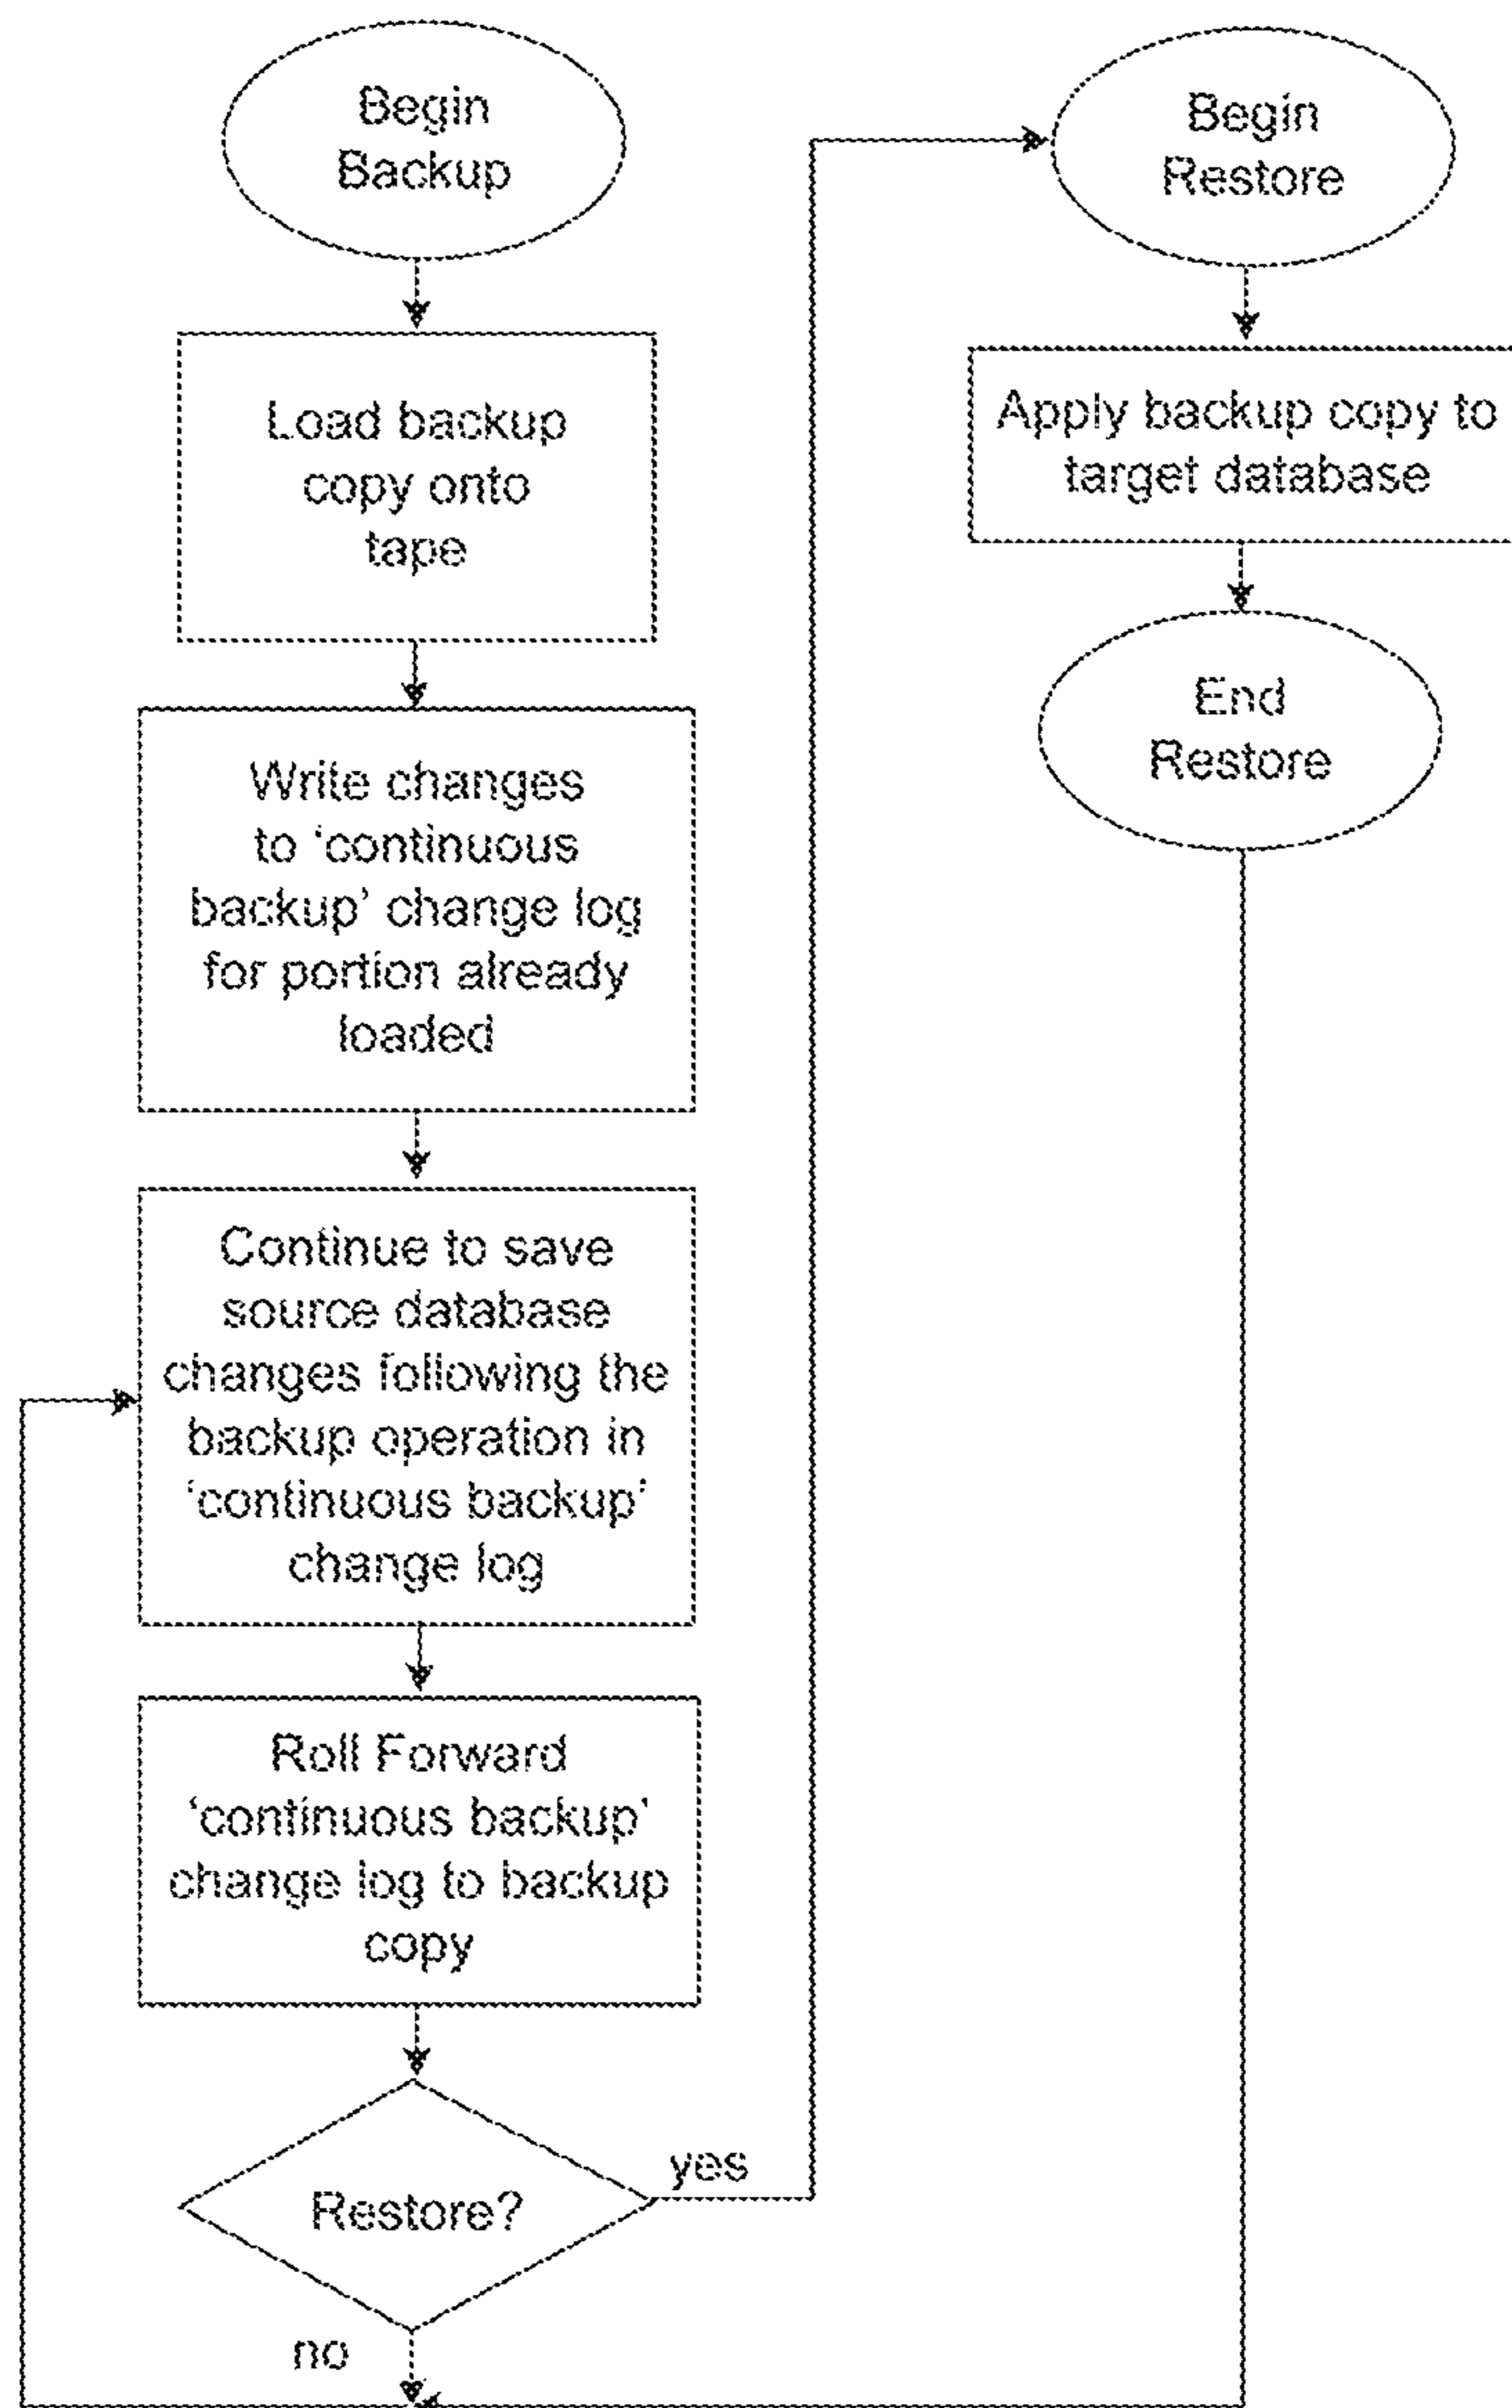 Begin
Backup
Load backup
copy onto
tape
Write changes
to ‘continuous
backup’ change log
for portion already
loaded
Continue to save
source database
changes following the
backup operation in
‘continuous backup’
change log
Roll Forward
‘continuous backup’
change log to backup
copy
Restore?
yes
no
Begin
Restore
Apply backup copy to
target database
End
Restore